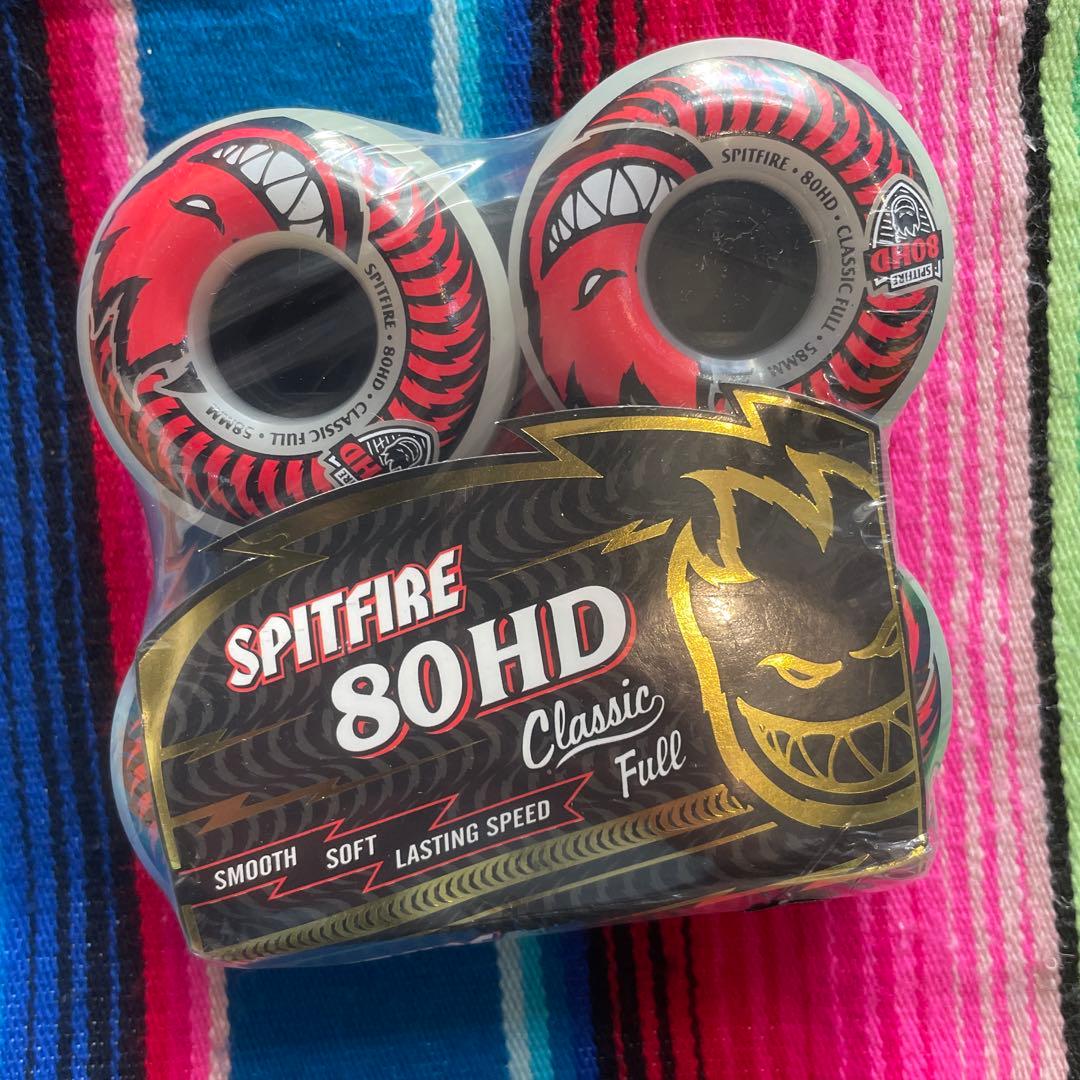 SPITFIRE • 80HD • CLASSIC FULL • 58MM
SPITFIRE
80HD
SPITFIRE • 80HD • CLASSIC FULL • 58MM
HD
SPITFIRE
80HD
Classic
Full
SMOOTH SOFT LASTING SPEED